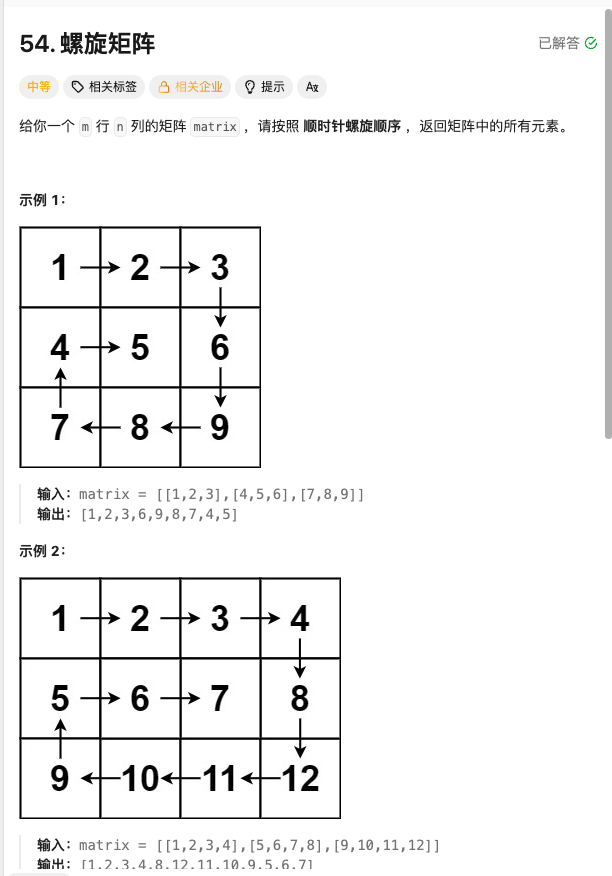 54. 螺旋矩阵
已解答
中等 相关标签 相关企业 提示 Aあ
给你一个 m 行 n 列的矩阵 matrix ，请按照 顺时针螺旋顺序 ，返回矩阵中的所有元素。
示例 1：
1 2 3
4 5 6
7 8 9
输入：matrix = [[1,2,3],[4,5,6],[7,8,9]]
输出：[1,2,3,6,9,8,7,4,5]
示例 2：
1 2 3 4
5 6 7 8
9 10 11 12
输入：matrix = [[1,2,3,4],[5,6,7,8],[9,10,11,12]]
输出：[1,2,3,4,8,12,11,10,9,5,6,7]